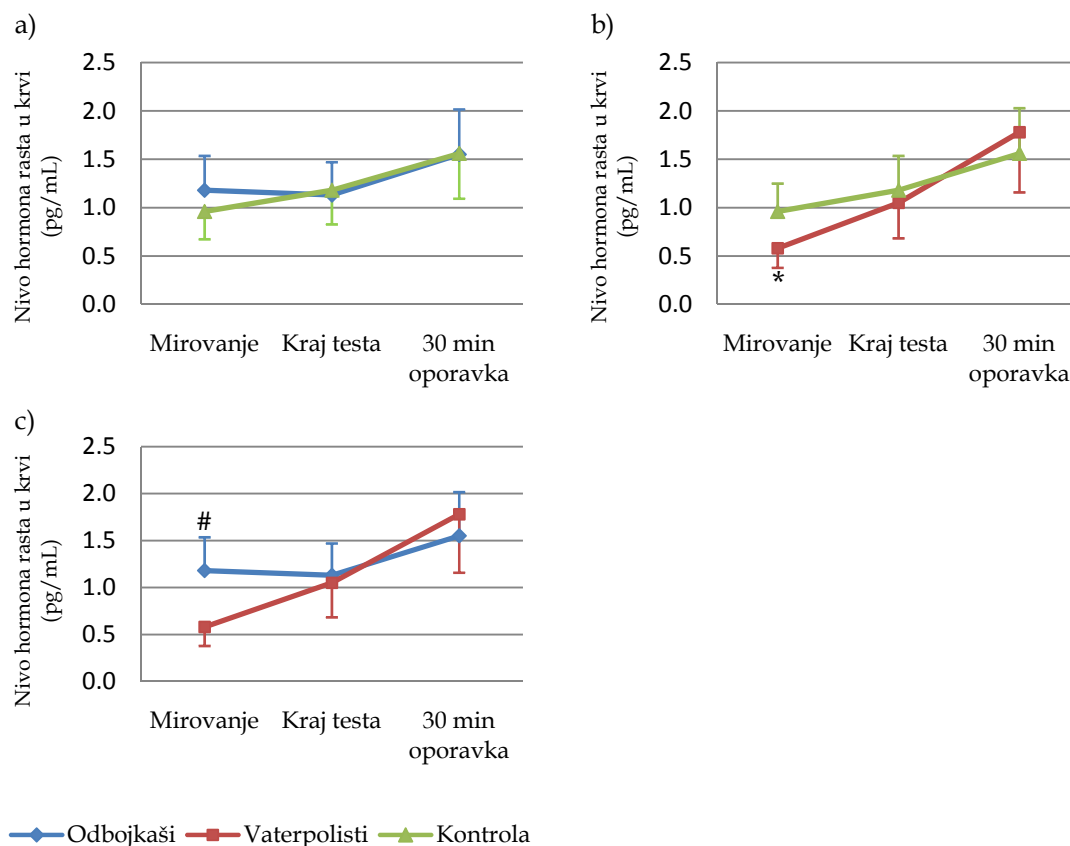 a)
Nivo hormona rasta u krvi
(pg/mL)
2.5
2.0
1.5
1.0
0.5
0.0
Mirovanje Kraj testa 30 min
oporavka
b)
Nivo hormona rasta u krvi
(pg/mL)
2.5
2.0
1.5
1.0
0.5
0.0
*
Mirovanje Kraj testa 30 min
oporavka
c)
Nivo hormona rasta u krvi
(pg/mL)
2.5
2.0
1.5
1.0
0.5
0.0
#
Mirovanje Kraj testa 30 min
oporavka
Odbojkaši Vaterpolisti Kontrola